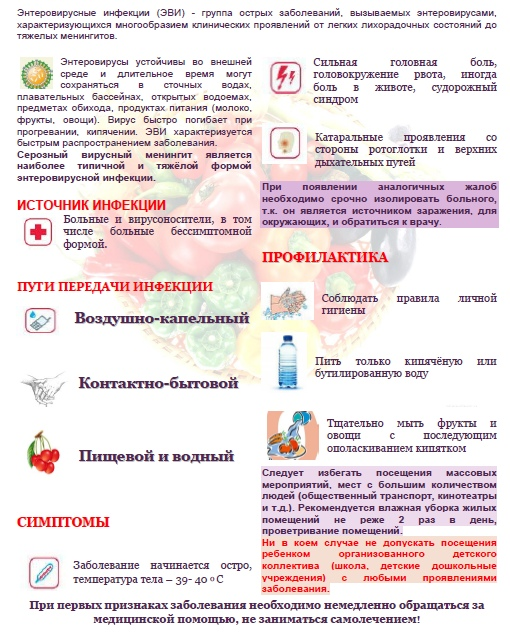 Энтеровирусные инфекции (ЭВИ) - группа острых заболеваний, вызываемых энтеровирусами,
характеризующихся многообразием клинических проявлений от легких лихорадочных состояний до
тяжелых менингитов.
Энтеровирусы устойчивы во внешней
среде и длительное время могут
сохраняться в сточных водах,
плавательных бассейнах, открытых водоемах,
предметах обихода, продуктах питания (молоко,
фрукты, овощи). Вирус быстро погибает при
прогревании, кипячении. ЭВИ характеризуется
быстрым распространением заболевания.
Серозный вирусный менингит является
наиболее типичной и тяжёлой формой
энтеровирусной инфекции.
ИСТОЧНИК ИНФЕКЦИИ
Больные и вирусоносители, в том
числе больные бессимптомной
формой.
ПУТИ ПЕРЕДАЧИ ИНФЕКЦИИ
Воздушно-капельный
Контактно-бытовой
Пищевой и водный
СИМПТОМЫ
Заболевание начинается остро,
температура тела – 39- 40 о С
Сильная головная боль,
головокружение рвота, иногда
боль в животе, судорожный
синдром
Катаральные проявления со
стороны ротоглотки и верхних
дыхательных путей
При появлении аналогичных жалоб
необходимо срочно изолировать больного,
т.к. он является источником заражения, для
окружающих, и обратиться к врачу.
ПРОФИЛАКТИКА
Соблюдать правила личной
гигиены
Пить только кипячёную или
бутилированную воду
Тщательно мыть фрукты и
овощи с последующим
ополаскиванием кипятком
Следует избегать посещения массовых
мероприятий, мест с большим количеством
людей (общественный транспорт, кинотеатры
и т.д.). Рекомендуется влажная уборка жилых
помещений не реже 2 раз в день,
проветривание помещений.
Ни в коем случае не допускать посещения
ребенком организованного детского
коллектива (школа, детские дошкольные
учреждения) с любыми проявлениями
заболевания.
При первых признаках заболевания необходимо немедленно обращаться за
медицинской помощью, не заниматься самолечением!